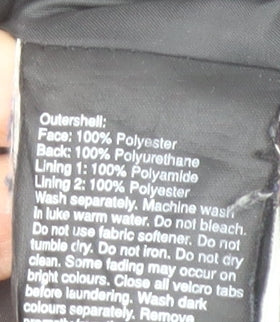 Outershell:
Face: 100% Polyester
Back: 100% Polyurethane
Lining 1: 100% Polyamide
Lining 2: 100% Polyester
Wash separately. Machine wash
in luke warm water. Do not bleach.
Do not use fabric softener. Do not
tumble dry. Do not iron. Do not dry
clean. Some fading may occur on
bright colours. Close all velcro tabs
before laundering. Wash dark
colours separately. Remove